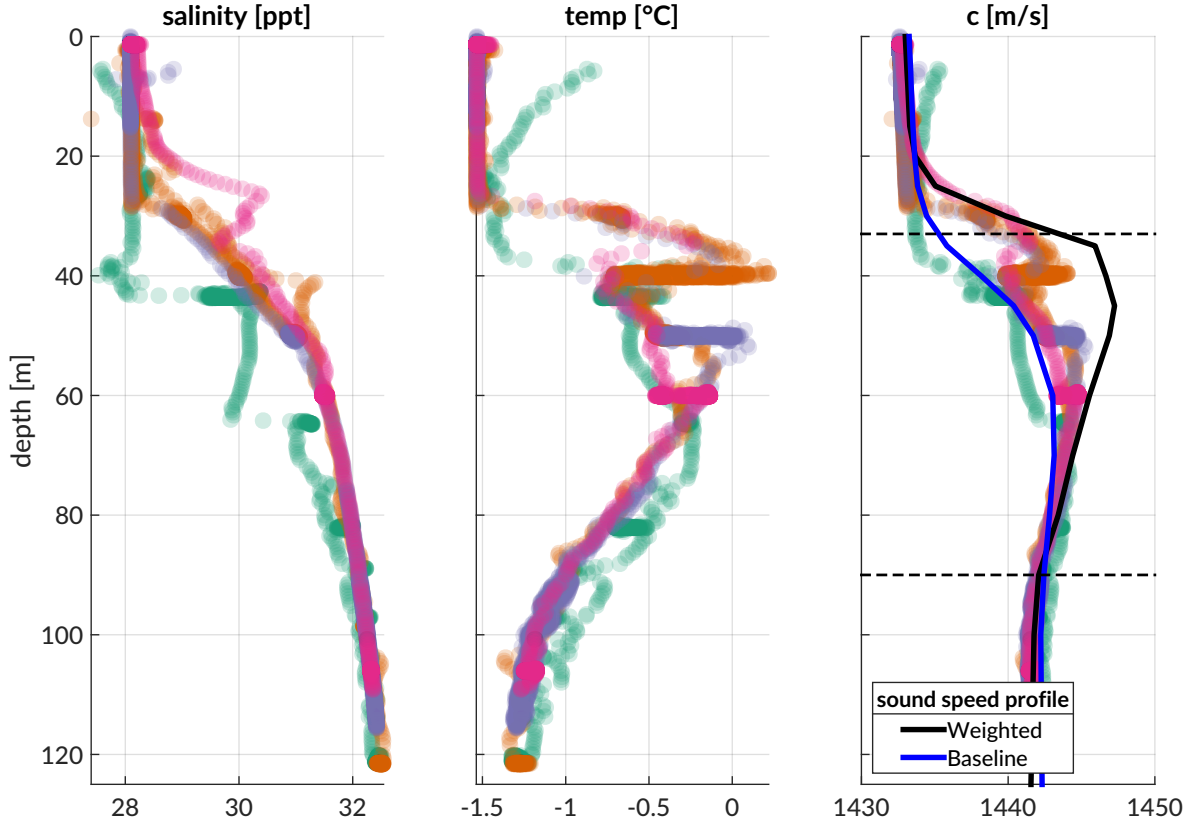 salinity [ppt]
temp [°C]
c [m/s]
depth [m]
0
20
40
60
80
100
120
28
30
32
-1.5
-1
-0.5
0
1430
1440
1450
sound speed profile
Weighted
Baseline